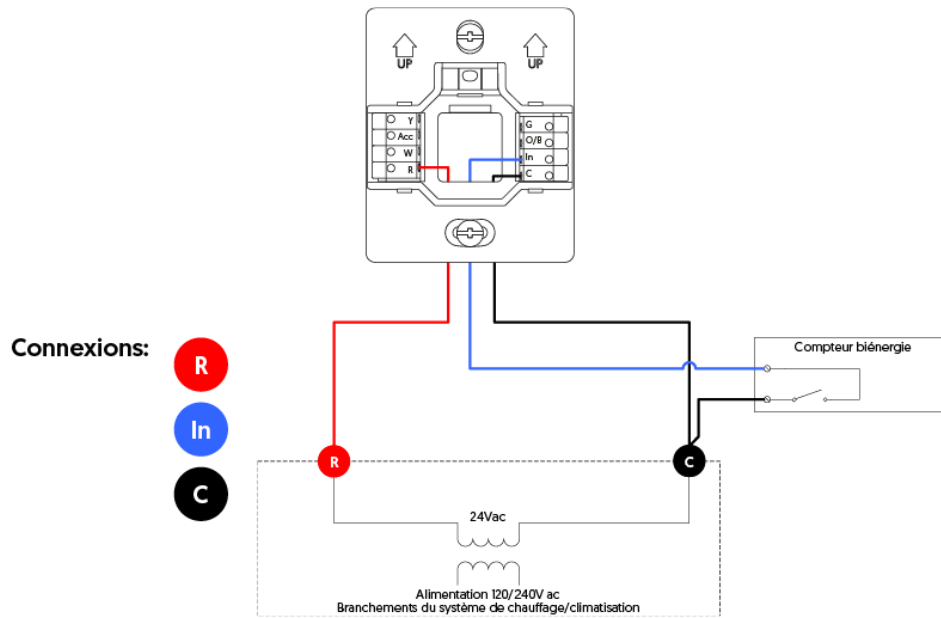 UP
UP
Y
Acc
W
R
G
O/B
In
C
Connexions:
R
In
C
Compteur biénergie
R
C
24Vac
Alimentation 120/240V ac
Branchements du système de chauffage/climatisation